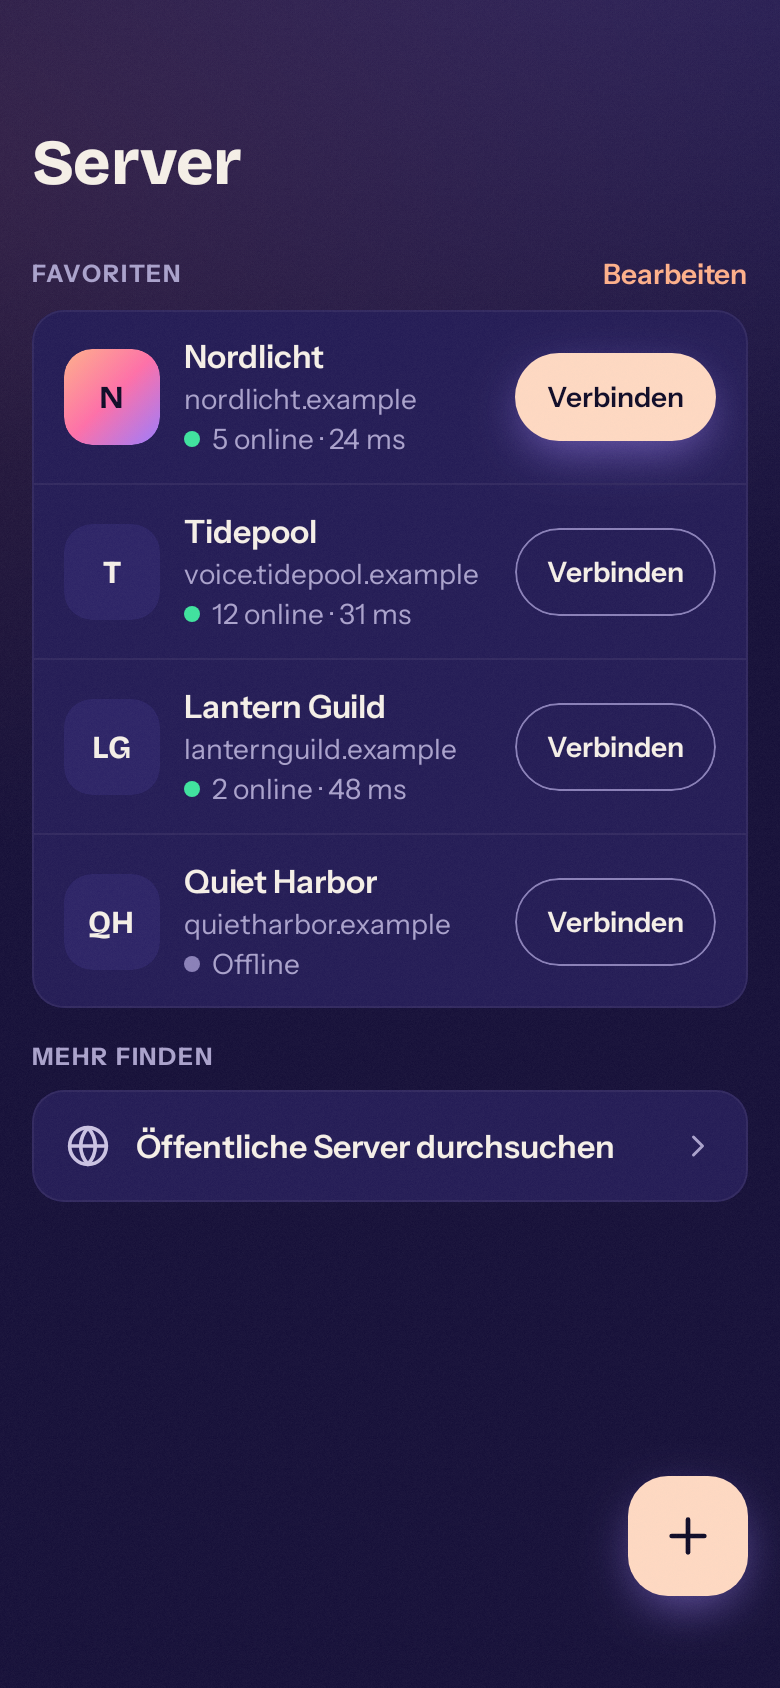 Server
FAVORITEN
Bearbeiten
N
Nordlicht
nordlicht.example
5 online · 24 ms
Verbinden
T
Tidepool
voice.tidepool.example
12 online · 31 ms
Verbinden
LG
Lantern Guild
lanternguild.example
2 online · 48 ms
Verbinden
QH
Quiet Harbor
quietharbor.example
Offline
Verbinden
MEHR FINDEN
Öffentliche Server durchsuchen